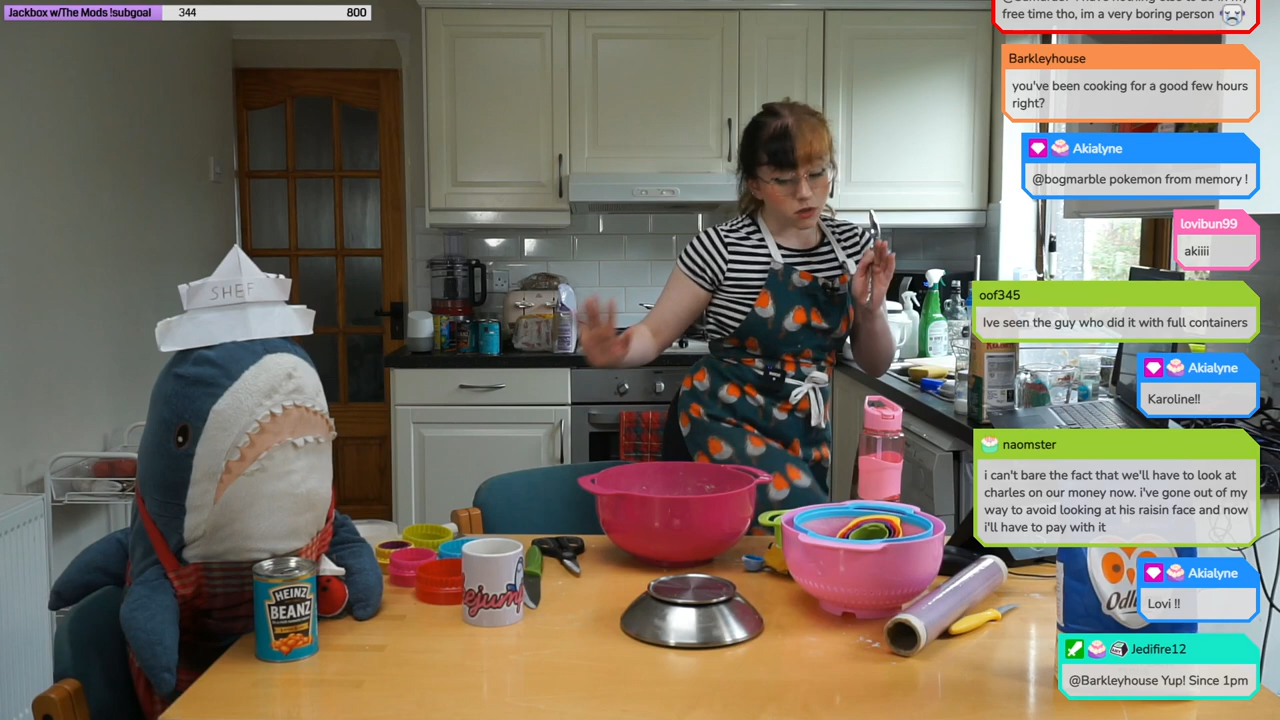 Jackbox w/The Mods !subgoal 344 800
free time tho, im a very boring person
Barkleyhouse
you've been cooking for a good few hours
right?
Akialyne
@bogmarble pokemon from memory !
lovibun99
akiiii
oof345
Ive seen the guy who did it with full containers
Akialyne
Karoline!!
naomster
i can't bare the fact that we'll have to look at
charles on our money now. i've gone out of my
way to avoid looking at his raisin face and now
i'll have to pay with it
Akialyne
Lovi !!
Jedifire12
@Barkleyhouse Yup! Since 1pm
SHEF
HEINZ
BEANZ
ejump
Odl